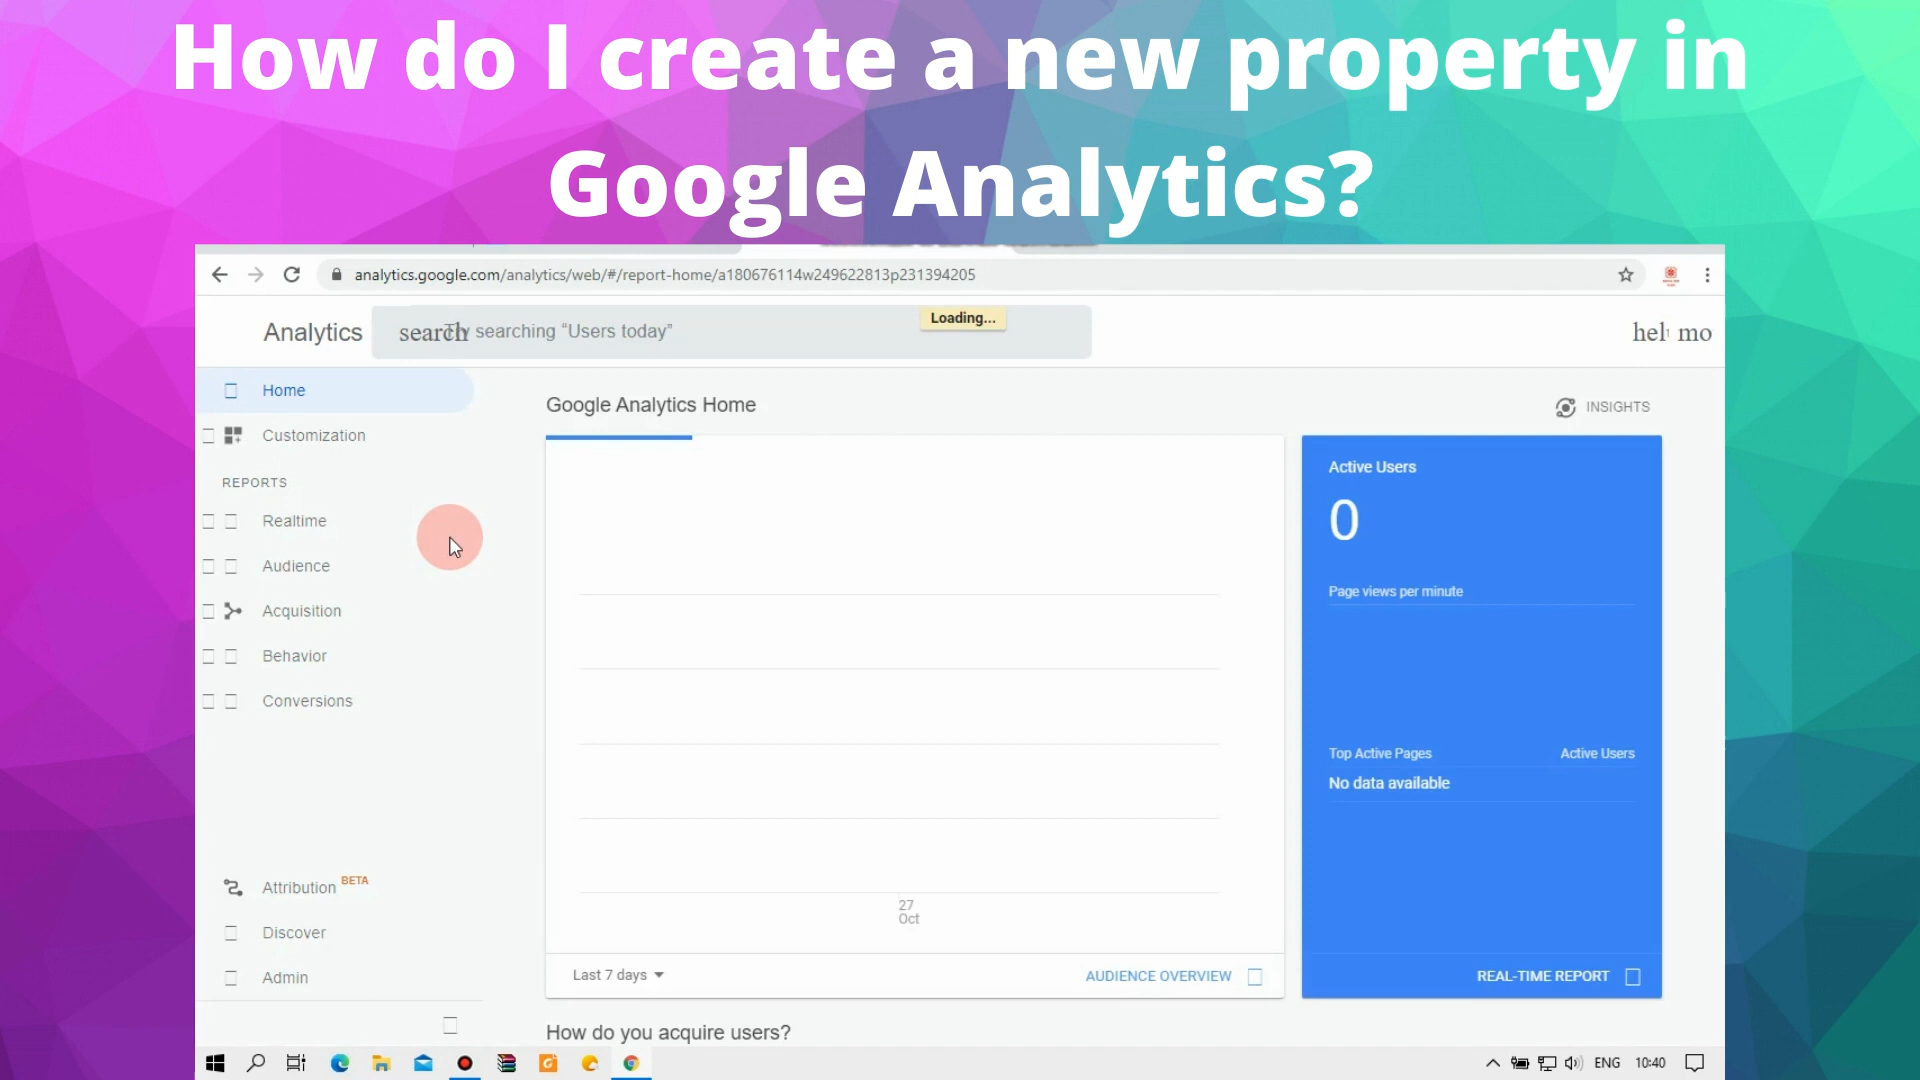 How do I create a new property in
Google Analytics?
analytics.google.com/analytics/web/#/report-home/a180676114w249622813p231394205
Analytics
search
searching “Users today”
Loading...
mo
Home
Google Analytics Home
INSIGHTS
Customization
REPORTS
Realtime
Audience
Acquisition
Behavior
Conversions
Active Users
0
Page views per minute
Top Active Pages
Active Users
No data available
Attribution BETA
Discover
Admin
27
Oct
Last 7 days
AUDIENCE OVERVIEW
REAL-TIME REPORT
How do you acquire users?
ENG
10:40